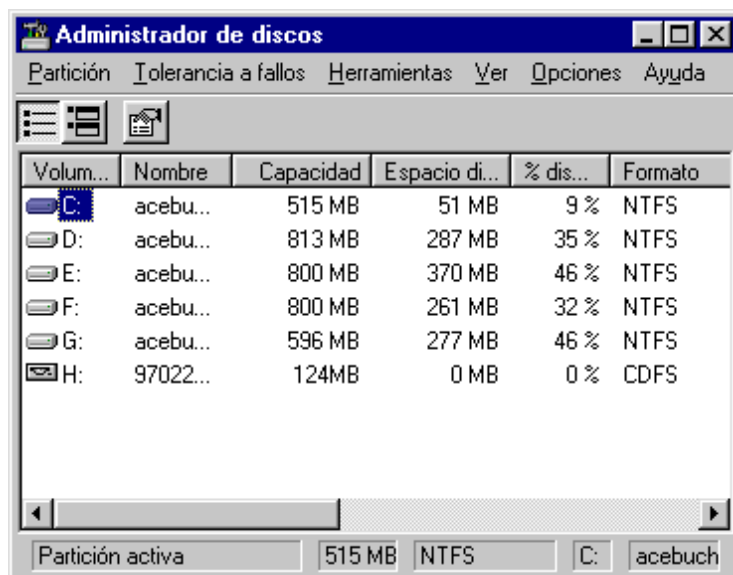 Administrador de discos
Partición Tolerancia a fallos Herramientas Ver Opciones Ayuda
Volum... Nombre Capacidad Espacio di... % dis... Formato
C: acebu... 515 MB 51 MB 9 % NTFS
D: acebu... 813 MB 287 MB 35 % NTFS
E: acebu... 800 MB 370 MB 46 % NTFS
F: acebu... 800 MB 261 MB 32 % NTFS
G: acebu... 596 MB 277 MB 46 % NTFS
H: 97022... 124MB 0 MB 0 % CDFS
Partición activa 515 MB NTFS C: acebuch